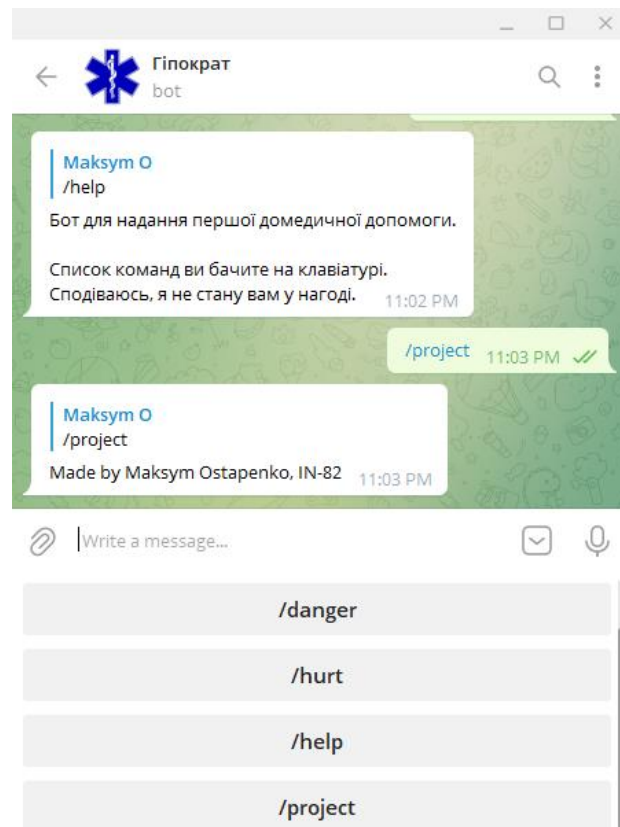 Гіпократ
bot
Maksym O
/help
Бот для надання першої домедичної допомоги.
Список команд ви бачите на клавіатурі.
Сподіваюсь, я не стану вам у нагоді.
11:02 PM
/project
11:03 PM
Maksym O
/project
Made by Maksym Ostapenko, IN-82
11:03 PM
Write a message...
/danger
/hurt
/help
/project